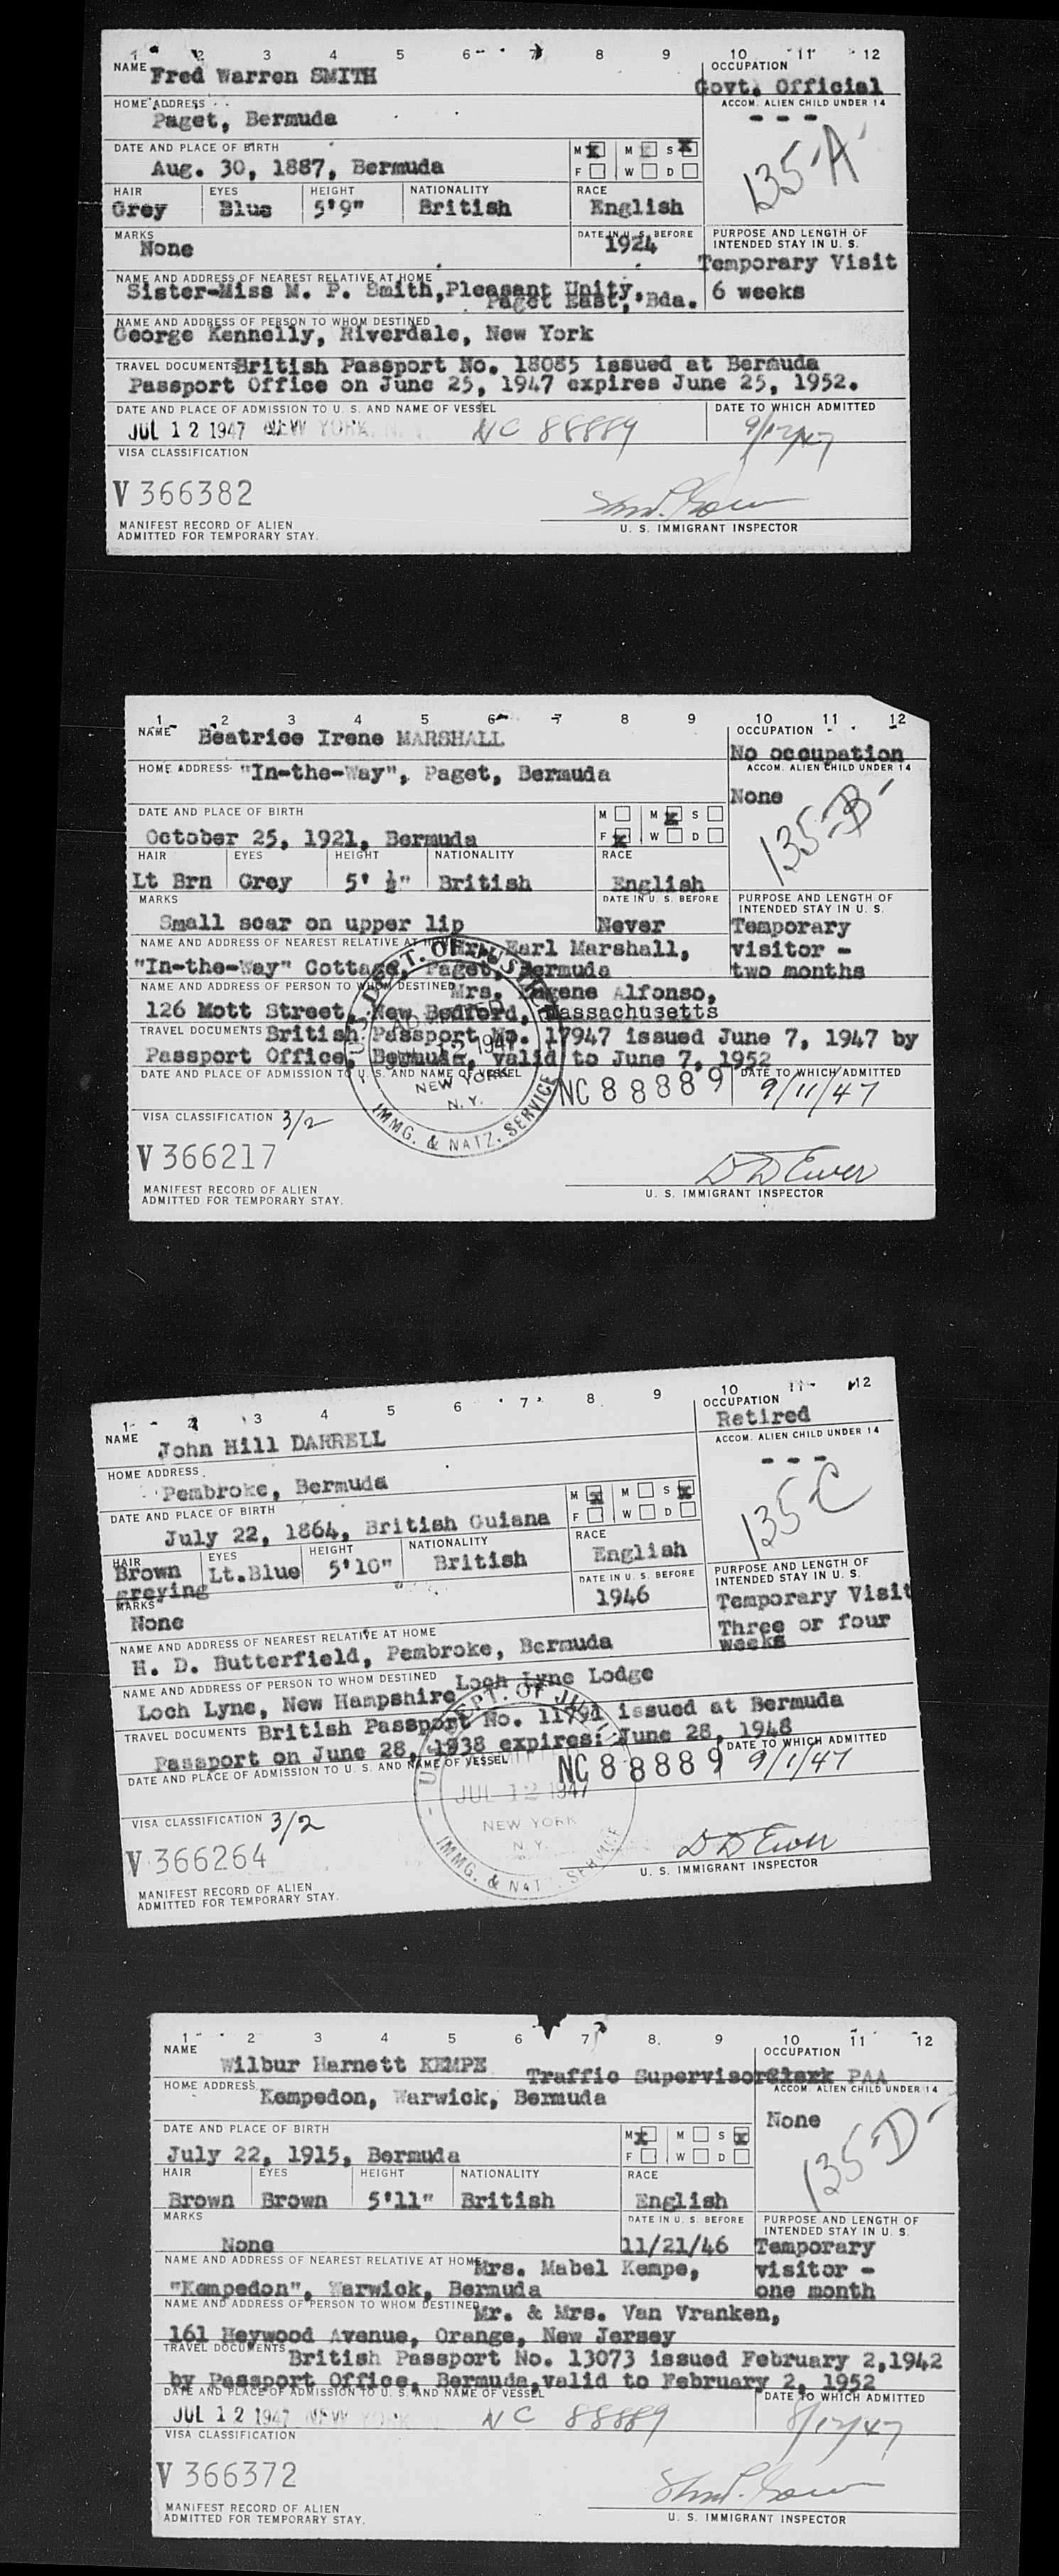 1 2 3 4 5 6 7 8 9 10 11 12
NAME Fred Warren SMITH
OCCUPATION
Govt. Official
HOME ADDRESS
Paget, Bermuda
ACCOM. ALIEN CHILD UNDER 14
- - -
135-A
DATE AND PLACE OF BIRTH
Aug. 30, 1887, Bermuda
M X M X S X
F W D
HAIR EYES HEIGHT NATIONALITY RACE
Grey Blue 5'9" British English
MARKS
None
DATE IN U. S. BEFORE
1924
PURPOSE AND LENGTH OF
INTENDED STAY IN U. S.
Temporary Visit
6 weeks
NAME AND ADDRESS OF NEAREST RELATIVE AT HOME
Sister-Miss M. P. Smith, Pleasant Unity,
Paget East, Bda.
NAME AND ADDRESS OF PERSON TO WHOM DESTINED
George Kennelly, Riverdale, New York
TRAVEL DOCUMENTS British Passport No. 18085 issued at Bermuda
Passport Office on June 25, 1947 expires June 25, 1952.
DATE AND PLACE OF ADMISSION TO U. S. AND NAME OF VESSEL
JUL 12 1947 NEW YORK, N. Y. NC 88889
DATE TO WHICH ADMITTED
9/12/47
VISA CLASSIFICATION
V 366382
MANIFEST RECORD OF ALIEN
ADMITTED FOR TEMPORARY STAY.
U. S. IMMIGRANT INSPECTOR
1 2 3 4 5 6 7 8 9 10 11 12
NAME Beatrice Irene MARSHALL
OCCUPATION
No occupation
HOME ADDRESS "In-the-Way", Paget, Bermuda
ACCOM. ALIEN CHILD UNDER 14
None
135-B-
DATE AND PLACE OF BIRTH
October 25, 1921, Bermuda
M M X S
F X W D
HAIR EYES HEIGHT NATIONALITY RACE
Lt Brn Grey 5' ½" British English
MARKS
Small scar on upper lip
DATE IN U. S. BEFORE
Never
PURPOSE AND LENGTH OF
INTENDED STAY IN U. S.
Temporary
visitor -
two months
NAME AND ADDRESS OF NEAREST RELATIVE AT HOME Mr. Earl Marshall,
"In-the-Way" Cottage, Paget, Bermuda
NAME AND ADDRESS OF PERSON TO WHOM DESTINED Mrs. Eugene Alfonso,
126 Mott Street, New Bedford, Massachusetts
TRAVEL DOCUMENTS British Passport No. 17947 issued June 7, 1947 by
Passport Office, Bermuda, valid to June 7, 1952
DATE AND PLACE OF ADMISSION TO U. S. AND NAME OF VESSEL
U.S. DEPT. OF JUSTICE
ADMITTED
1947
NEW YORK
N. Y.
IMMG. & NATZ. SERVICE
NC 88889
DATE TO WHICH ADMITTED
9/11/47
VISA CLASSIFICATION 3/2
V 366217
D D Ewer
MANIFEST RECORD OF ALIEN
ADMITTED FOR TEMPORARY STAY.
U. S. IMMIGRANT INSPECTOR
1 2 3 4 5 6 7 8 9 10 11 12
NAME John Hill DARRELL
OCCUPATION
Retired
HOME ADDRESS
Pembroke, Bermuda
ACCOM. ALIEN CHILD UNDER 14
- - -
135C
DATE AND PLACE OF BIRTH
July 22, 1864, British Guiana
M X M S X
F W D
HAIR EYES HEIGHT NATIONALITY RACE
Brown greying Lt.Blue 5'10" British English
MARKS
None
DATE IN U. S. BEFORE
1946
PURPOSE AND LENGTH OF
INTENDED STAY IN U. S.
Temporary Visit
Three or four
weeks
NAME AND ADDRESS OF NEAREST RELATIVE AT HOME
H. D. Butterfield, Pembroke, Bermuda
NAME AND ADDRESS OF PERSON TO WHOM DESTINED Loch Lyne Lodge
Loch Lyne, New Hampshire
TRAVEL DOCUMENTS British Passport No. 11791 issued at Bermuda
Passport on June 28, 1938 expires: June 28, 1948
DATE AND PLACE OF ADMISSION TO U. S. AND NAME OF VESSEL
U.S. DEPT. OF JUSTICE
JUL 12 1947
NEW YORK
N. Y.
IMMG. & NATZ. SERVICE
NC 88889
DATE TO WHICH ADMITTED
9/1/47
VISA CLASSIFICATION 3/2
V 366264
D D Ewer
MANIFEST RECORD OF ALIEN
ADMITTED FOR TEMPORARY STAY.
U. S. IMMIGRANT INSPECTOR
1 2 3 4 5 6 7 8. 9 10 11 12
NAME
Wilbur Harnett KEMPE
OCCUPATION
Traffic Supervisor Clerk PAA
HOME ADDRESS
Kempedon, Warwick, Bermuda
ACCOM. ALIEN CHILD UNDER 14
None
135-D-
DATE AND PLACE OF BIRTH
July 22, 1915, Bermuda
M X M S X
F W D
HAIR EYES HEIGHT NATIONALITY RACE
Brown Brown 5'11" British English
MARKS
None
DATE IN U. S. BEFORE
11/21/46
PURPOSE AND LENGTH OF
INTENDED STAY IN U. S.
Temporary
visitor -
one month
NAME AND ADDRESS OF NEAREST RELATIVE AT HOME Mrs. Mabel Kempe,
"Kempedon", Warwick, Bermuda
NAME AND ADDRESS OF PERSON TO WHOM DESTINED Mr. & Mrs. Van Vranken,
161 Heywood Avenue, Orange, New Jersey
TRAVEL DOCUMENTS British Passport No. 13073 issued February 2,1942
by Passport Office, Bermuda,valid to February 2, 1952
DATE AND PLACE OF ADMISSION TO U. S. AND NAME OF VESSEL
JUL 12 1947 NEW YORK NC 88889
DATE TO WHICH ADMITTED
8/12/47
VISA CLASSIFICATION
V 366372
MANIFEST RECORD OF ALIEN
ADMITTED FOR TEMPORARY STAY.
U. S. IMMIGRANT INSPECTOR